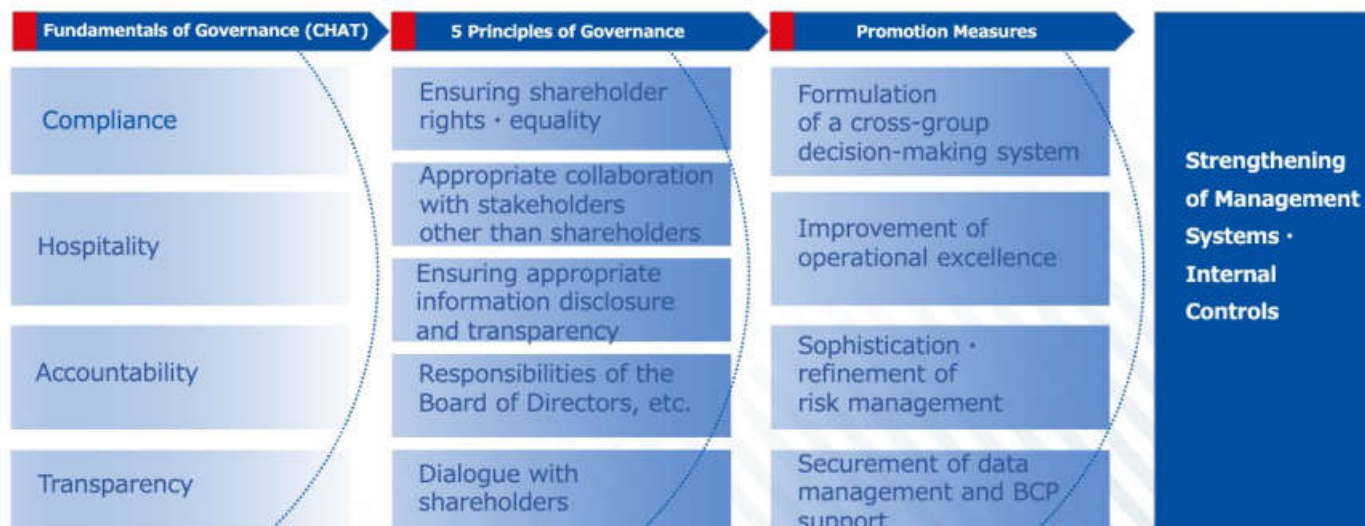 Fundamentals of Governance (CHAT)
Compliance
Hospitality
Accountability
Transparency
5 Principles of Governance
Ensuring shareholder
rights・equality
Appropriate collaboration
with stakeholders
other than shareholders
Ensuring appropriate
information disclosure
and transparency
Responsibilities of the
Board of Directors, etc.
Dialogue with
shareholders
Promotion Measures
Formulation
of a cross-group
decision-making system
Improvement of
operational excellence
Sophistication・
refinement of
risk management
Securement of data
management and BCP
support
Strengthening
of Management
Systems・
Internal
Controls